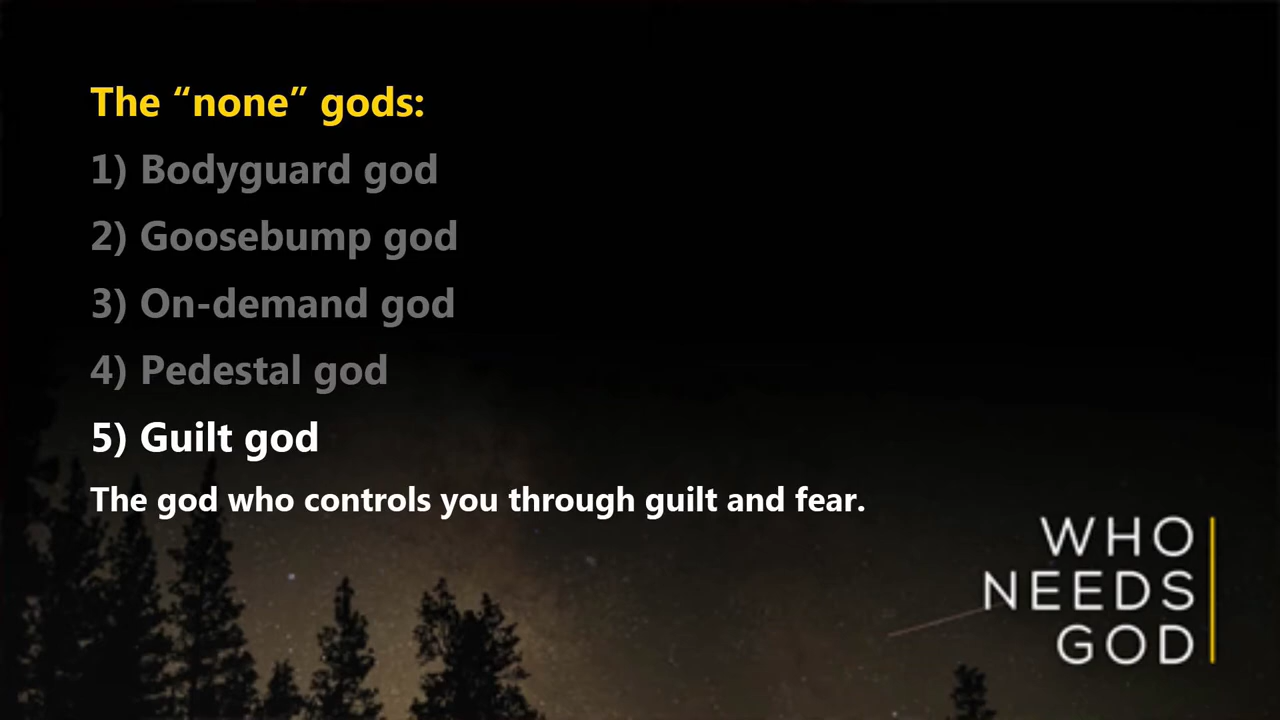 The “none” gods:
1) Bodyguard god
2) Goosebump god
3) On-demand god
4) Pedestal god
5) Guilt god
The god who controls you through guilt and fear.
WHO
NEEDS
GOD